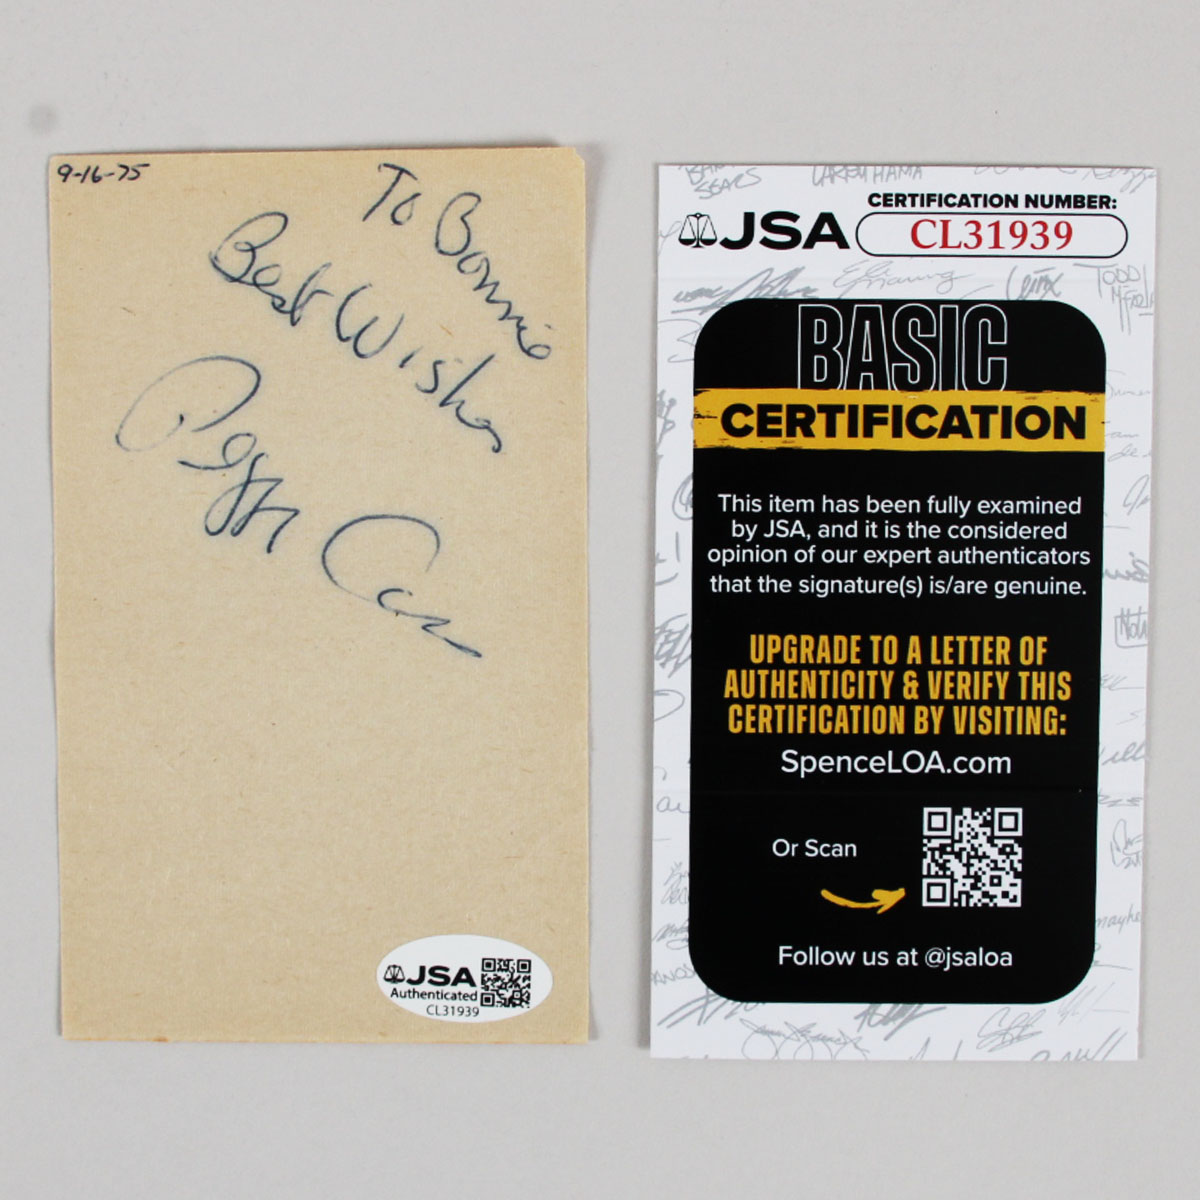 9-16-75
To Bonnie
Best Wishes
Peggy Cass
JSA
Authenticated
CL31939
JSA
CERTIFICATION NUMBER:
CL31939
BASIC
CERTIFICATION
This item has been fully examined
by JSA, and it is the considered
opinion of our expert authenticators
that the signature(s) is/are genuine.
UPGRADE TO A LETTER OF
AUTHENTICITY & VERIFY THIS
CERTIFICATION BY VISITING:
SpenceLOA.com
Or Scan
Follow us at @jsaloa